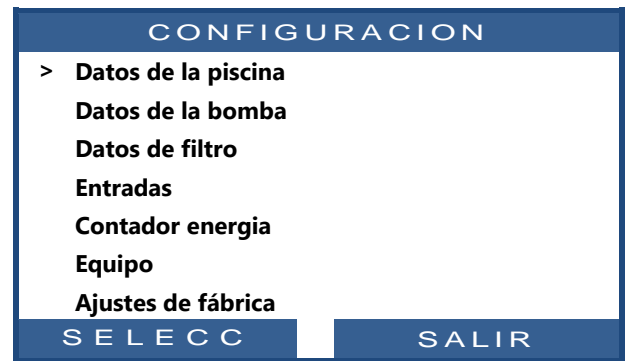 CONFIGURACION
> Datos de la piscina
Datos de la bomba
Datos de filtro
Entradas
Contador energia
Equipo
Ajustes de fábrica
SELECC SALIR